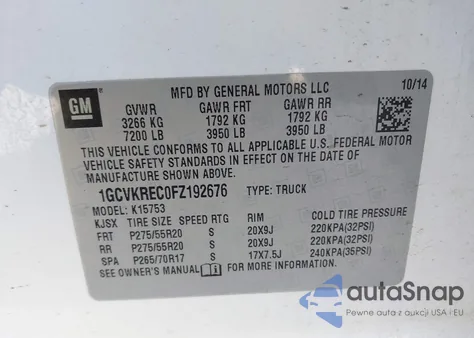 GM
MFD BY GENERAL MOTORS LLC
10/14
GVWR GAWR FRT GAWR RR
3266 KG 1792 KG 1792 KG
7200 LB 3950 LB 3950 LB
THIS VEHICLE CONFORMS TO ALL APPLICABLE U.S. FEDERAL MOTOR
VEHICLE SAFETY STANDARDS IN EFFECT ON THE DATE OF
MANUFACTURE SHOWN ABOVE.
1GCVKREC0FZ192676 TYPE: TRUCK
MODEL: K15753
KJSX TIRE SIZE SPEED RTG RIM COLD TIRE PRESSURE
FRT P275/55R20 S 20X9J 220KPA(32PSI)
RR P275/55R20 S 20X9J 220KPA(32PSI)
SPA P265/70R17 S 17X7.5J 240KPA(35PSI)
SEE OWNER'S MANUAL FOR MORE INFORMATION.
autoSnap
Pewne auta z aukcji USA i EU